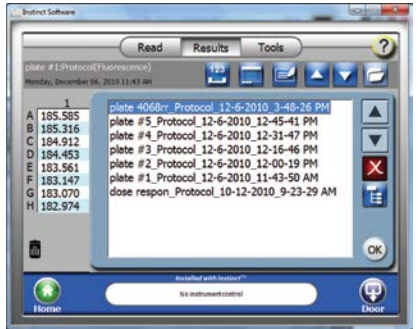 Instinct Software
Read Results Tools ?
plate #1:Protocol(Fluorescence)
Monday, December 06, 2010 11:43 AM
123
1
A 185.585
B 185.316
C 184.912
D 184.453
E 183.561
F 183.147
G 183.070
H 182.974
plate 4068rr_Protocol_12-6-2010_3-48-26 PM
plate #5_Protocol_12-6-2010_12-45-41 PM
plate #4_Protocol_12-6-2010_12-31-47 PM
plate #3_Protocol_12-6-2010_12-16-46 PM
plate #2_Protocol_12-6-2010_12-00-19 PM
plate #1_Protocol_12-6-2010_11-43-50 AM
dose respon_Protocol_10-12-2010_9-23-29 AM
OK
Installed with Instinct™
No instrument control
Home
Door